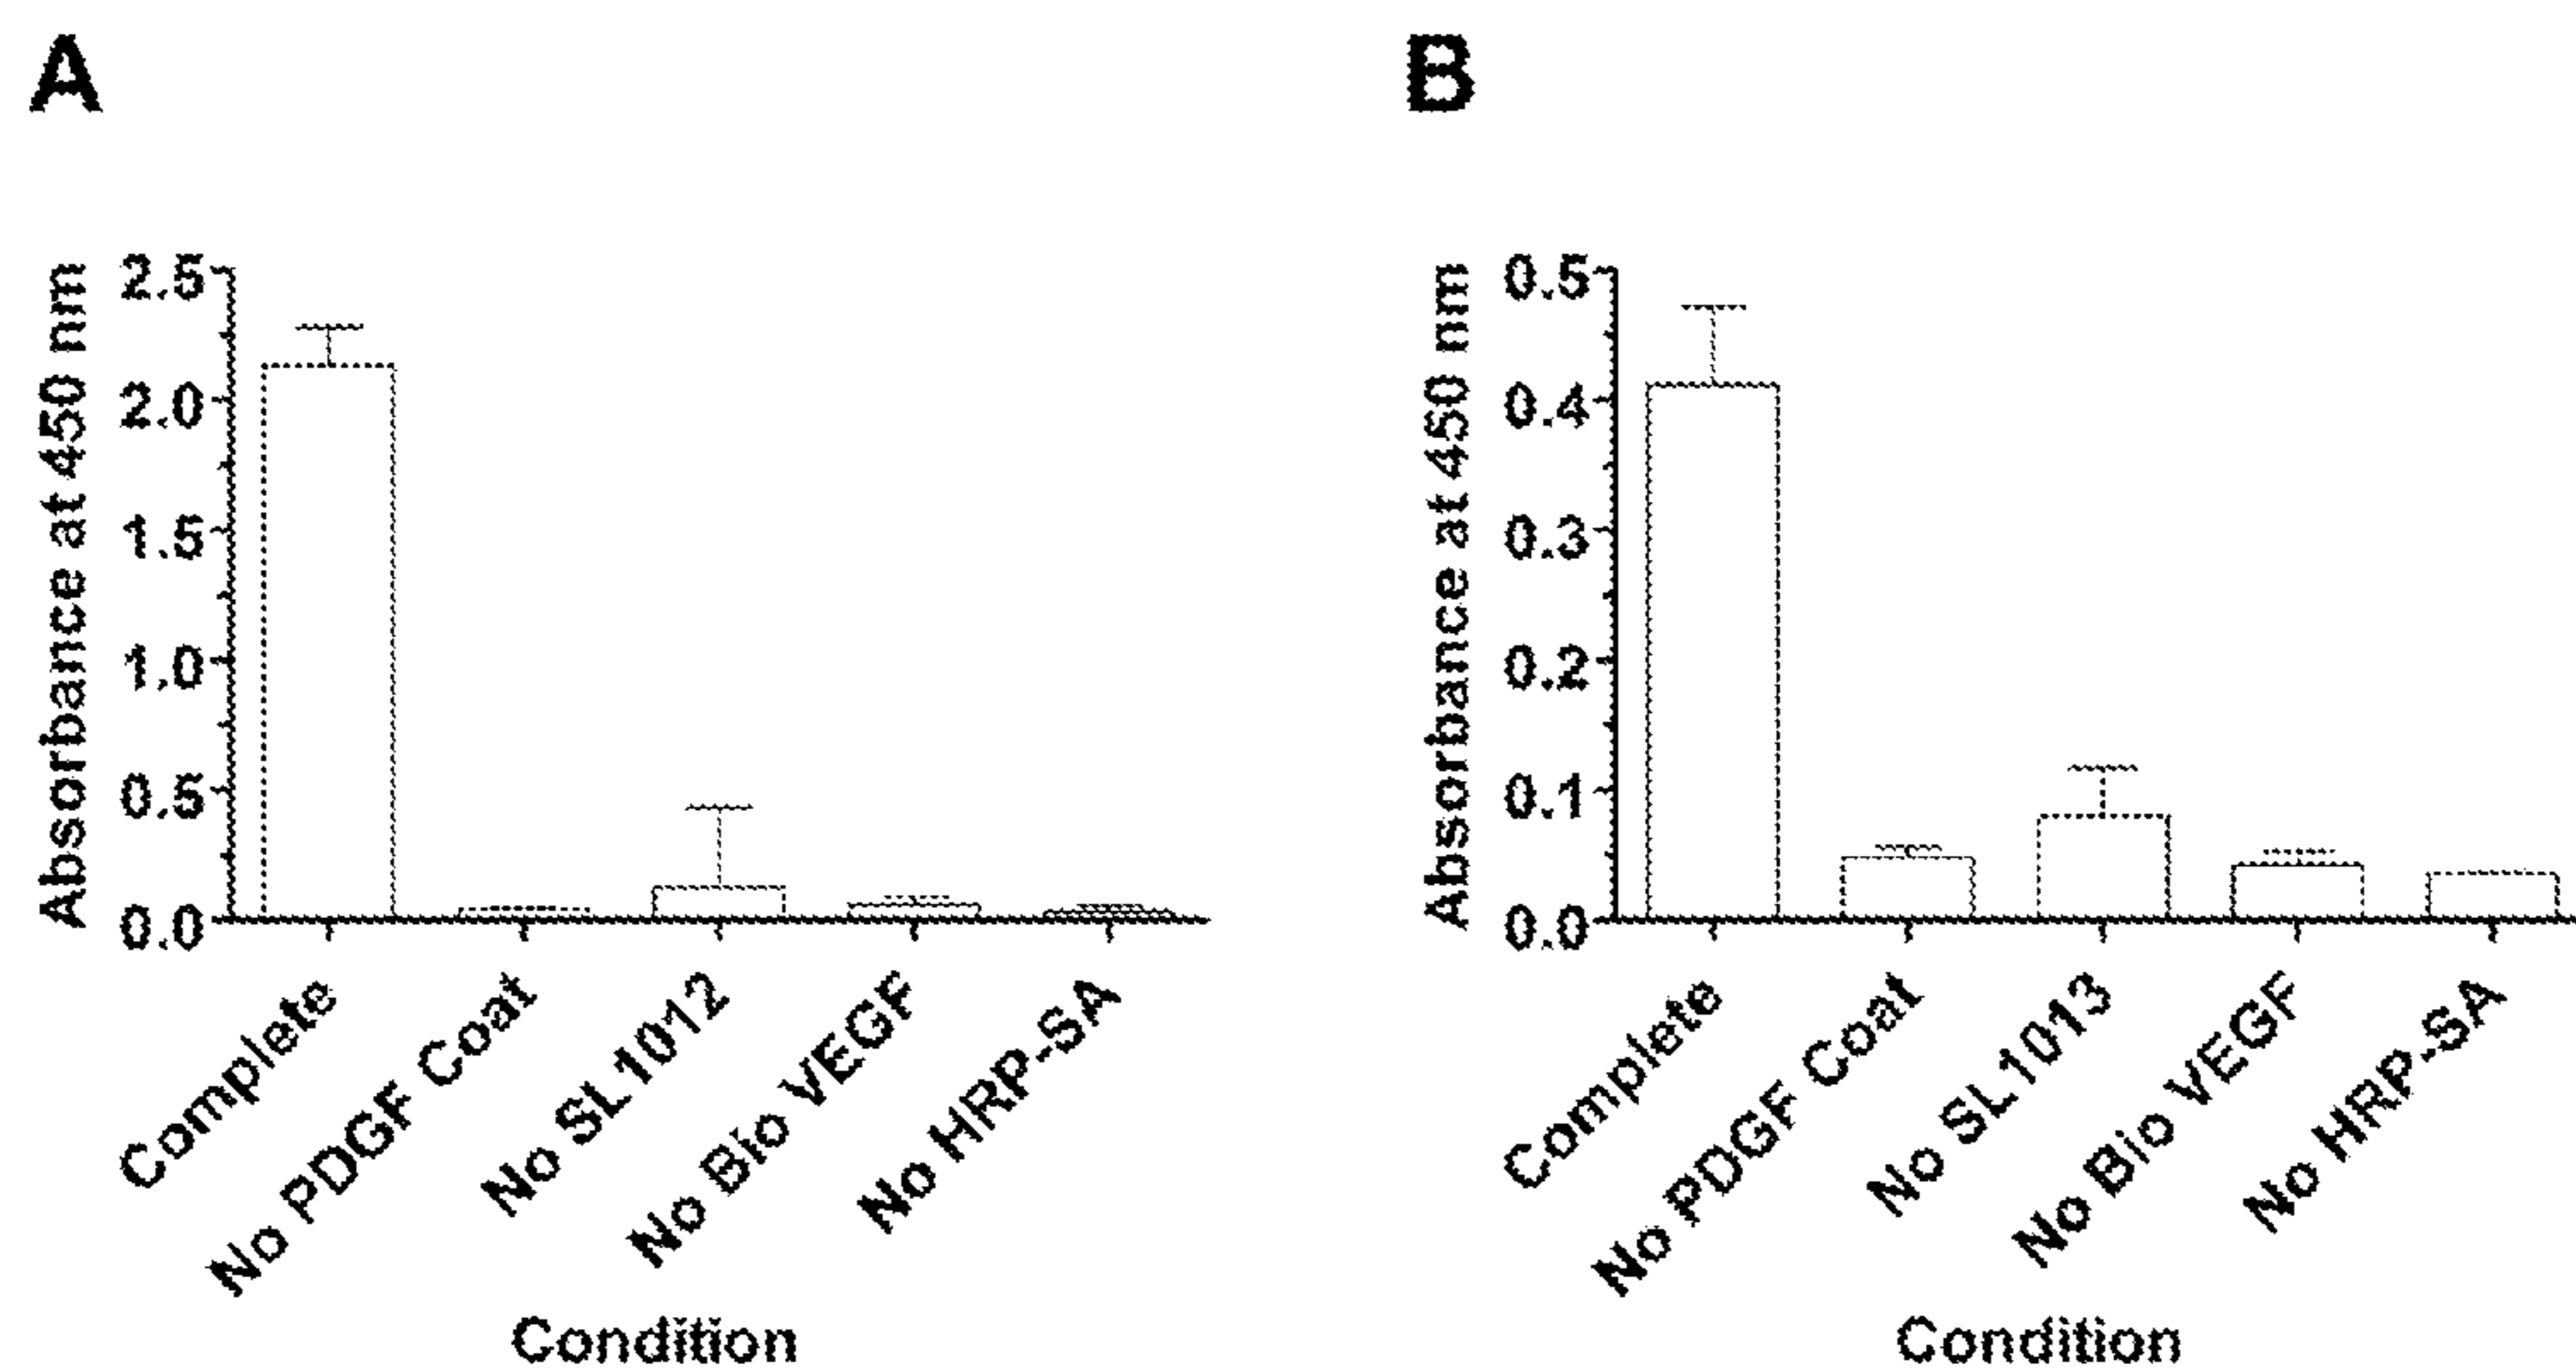 A
Absorbance at 450 nm
2.5
2.0
1.5
1.0
0.5
0.0
Complete
No PDGF Coat
No SL1012
No Bio VEGF
No HRP-SA
Condition
B
Absorbance at 450 nm
0.5
0.4
0.3
0.2
0.1
0.0
Complete
No PDGF Coat
No SL1013
No Bio VEGF
No HRP-SA
Condition